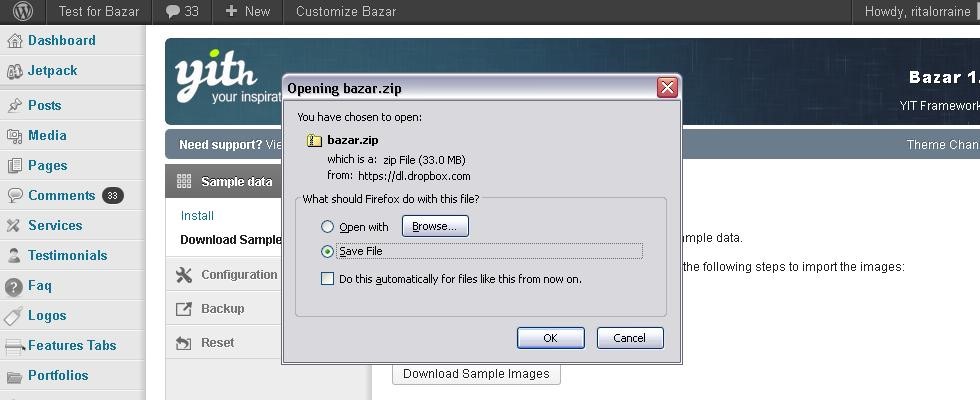 Test for Bazar 33 + New Customize Bazar Howdy, ritalorraine
Dashboard
Jetpack
Posts
Media
Pages
Comments 33
Services
Testimonials
Faq
Logos
Features Tabs
Portfolios
yith
your inspirat
Bazar 1.
YIT Framework
Need support? Vie
Theme Chan
Sample data
Install
Download Sample
Configuration
Backup
Reset
Opening bazar.zip
You have chosen to open:
bazar.zip
which is a: zip File (33.0 MB)
from: https://dl.dropbox.com
What should Firefox do with this file?
Open with Browse...
Save File
Do this automatically for files like this from now on.
OK Cancel
mple data.
the following steps to import the images:
Download Sample Images